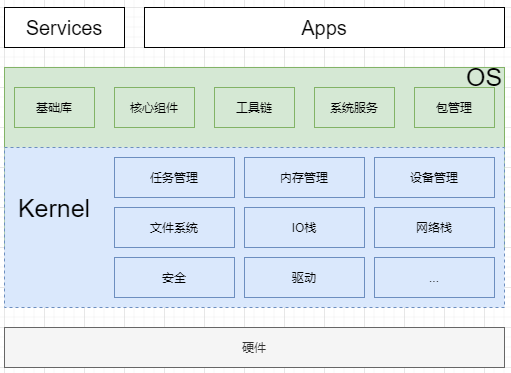 Services
Apps
OS
基础库
核心组件
工具链
系统服务
包管理
Kernel
任务管理
内存管理
设备管理
文件系统
IO栈
网络栈
安全
驱动
...
硬件